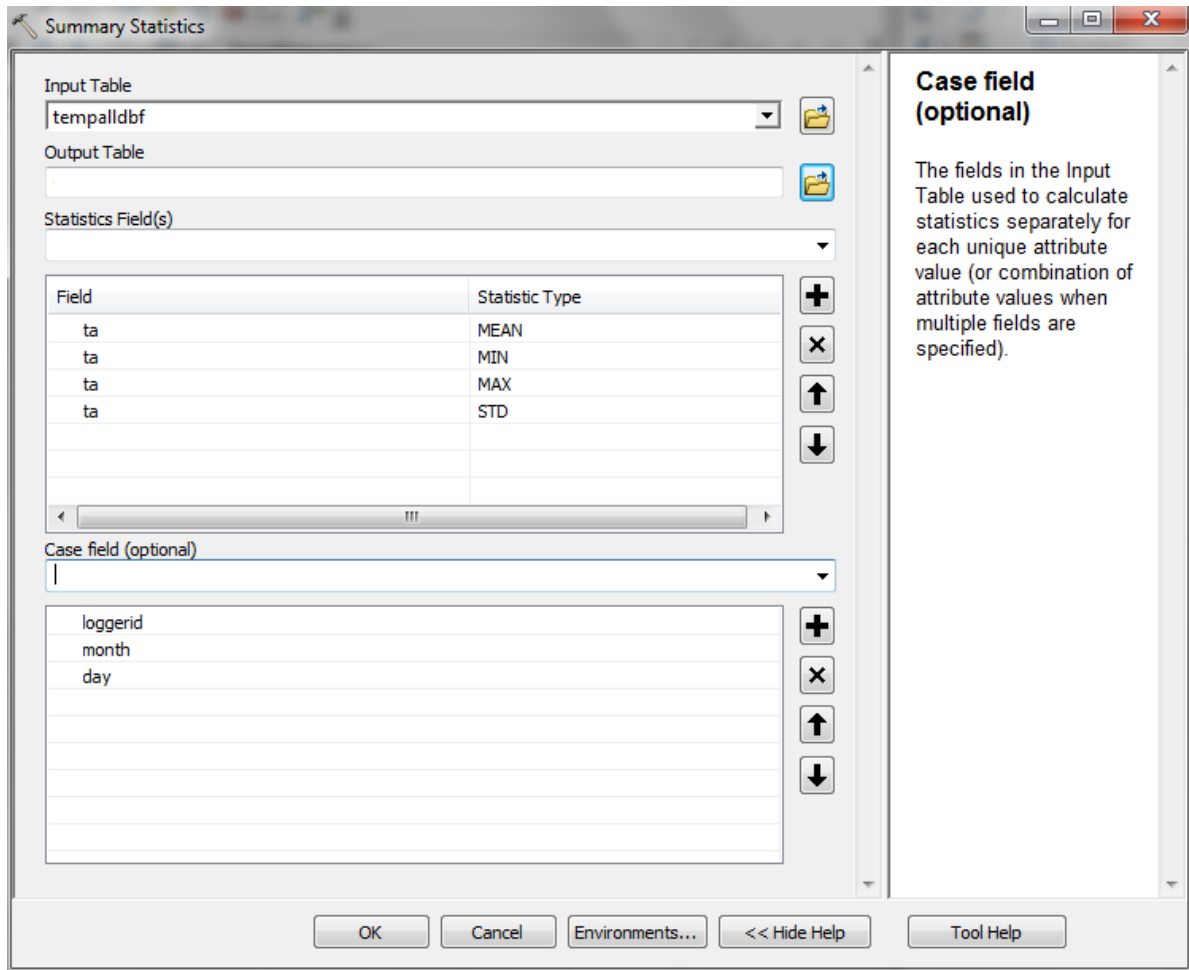 Summary Statistics
Input Table
tempalldbf
Output Table
Statistics Field(s)
Field Statistic Type
ta MEAN
ta MIN
ta MAX
ta STD
Case field (optional)
loggerid
month
day
OK Cancel Environments... << Hide Help Tool Help
Case field
(optional)
The fields in the Input
Table used to calculate
statistics separately for
each unique attribute
value (or combination of
attribute values when
multiple fields are
specified).